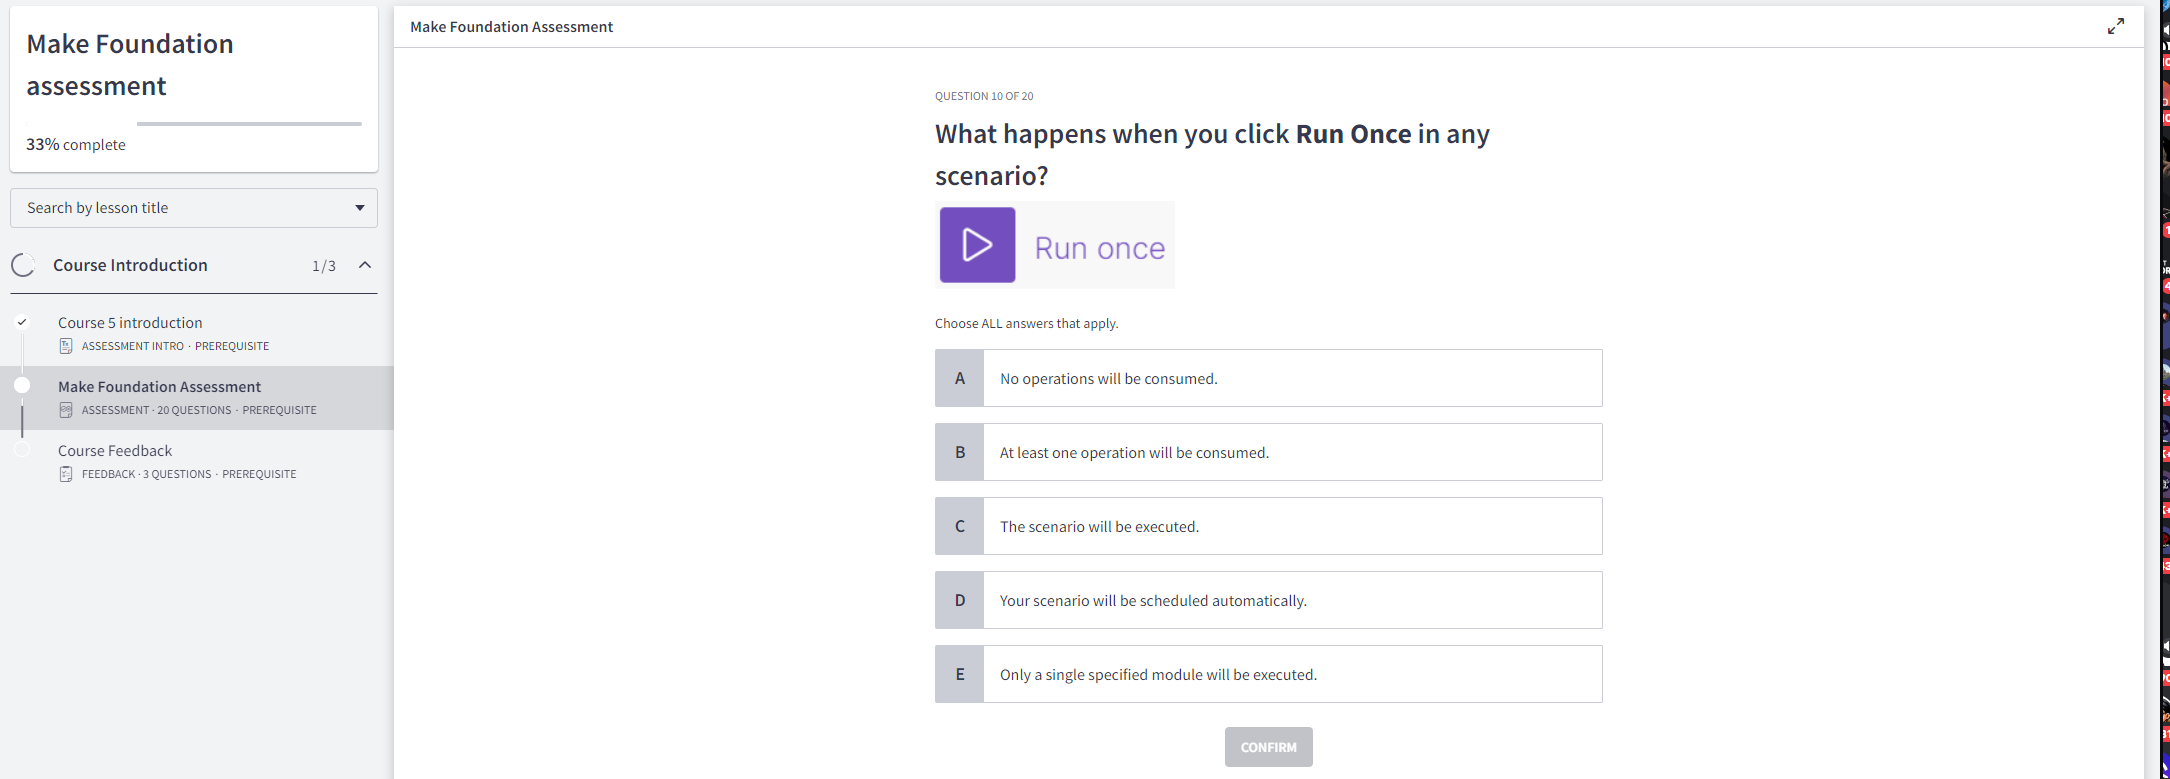 Make Foundation
assessment
33% complete
Search by lesson title
Course Introduction 1/3
Course 5 introduction
ASSESSMENT INTRO · PREREQUISITE
Make Foundation Assessment
ASSESSMENT · 20 QUESTIONS · PREREQUISITE
Course Feedback
FEEDBACK · 3 QUESTIONS · PREREQUISITE
Make Foundation Assessment
QUESTION 10 OF 20
What happens when you click Run Once in any
scenario?
Run once
Choose ALL answers that apply.
A No operations will be consumed.
B At least one operation will be consumed.
C The scenario will be executed.
D Your scenario will be scheduled automatically.
E Only a single specified module will be executed.
CONFIRM